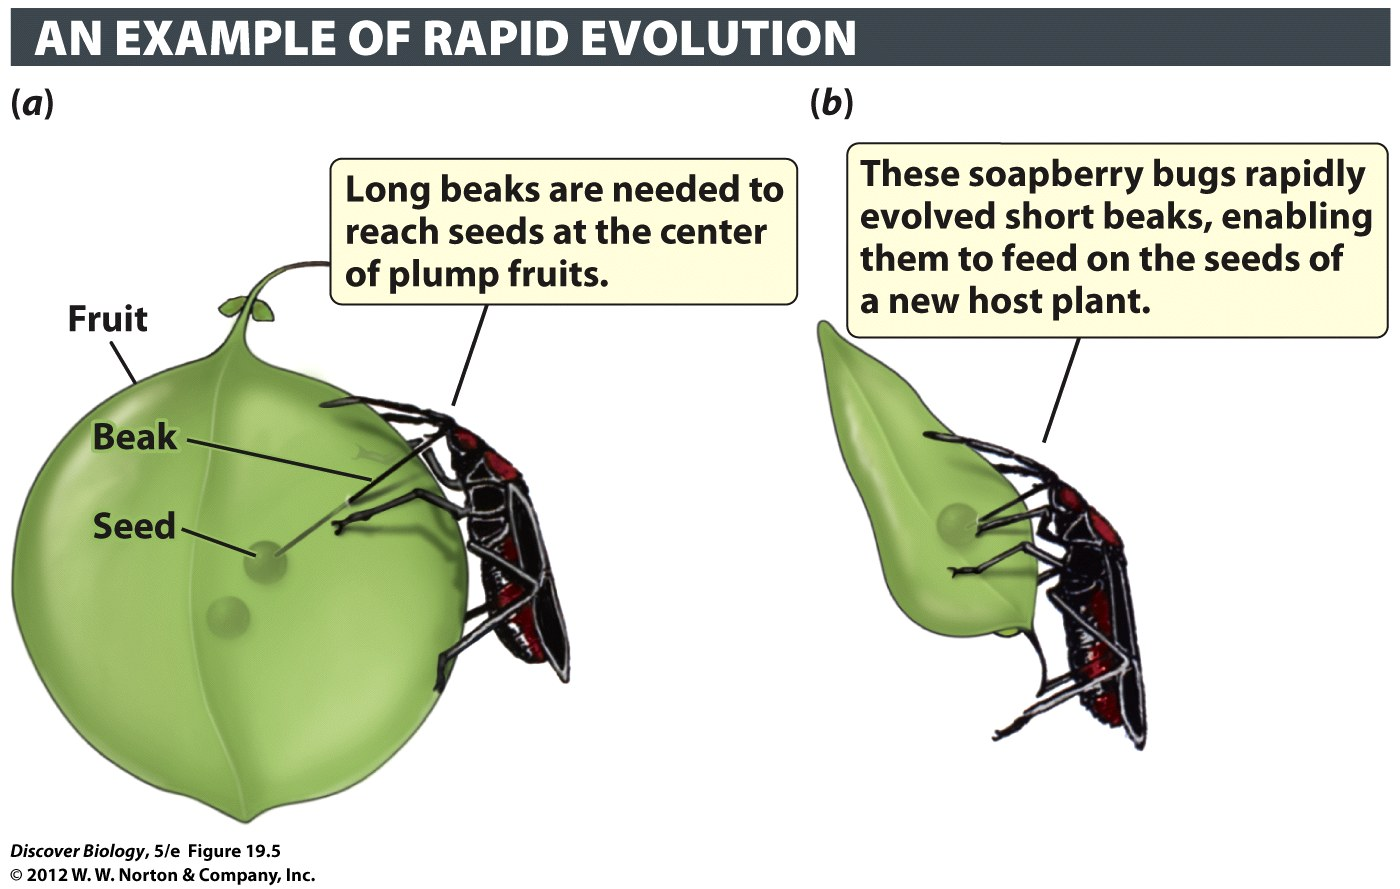 AN EXAMPLE OF RAPID EVOLUTION
(a)
Long beaks are needed to
reach seeds at the center
of plump fruits.
Fruit
Beak
Seed
(b)
These soapberry bugs rapidly
evolved short beaks, enabling
them to feed on the seeds of
a new host plant.
Discover Biology, 5/e Figure 19.5
© 2012 W. W. Norton & Company, Inc.